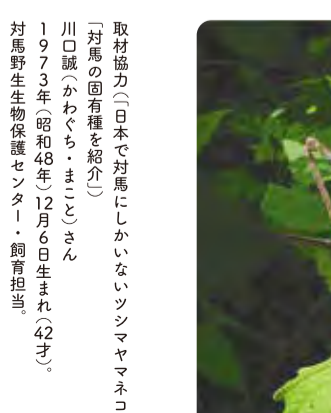 取材協力(「日本で対馬にしかいないツシマヤマネコ
「対馬の固有種を紹介」)
川口誠(かわぐち・まこと)さん
1973年(昭和48年)12月6日生まれ(42才)。
対馬野生生物保護センター・飼育担当。